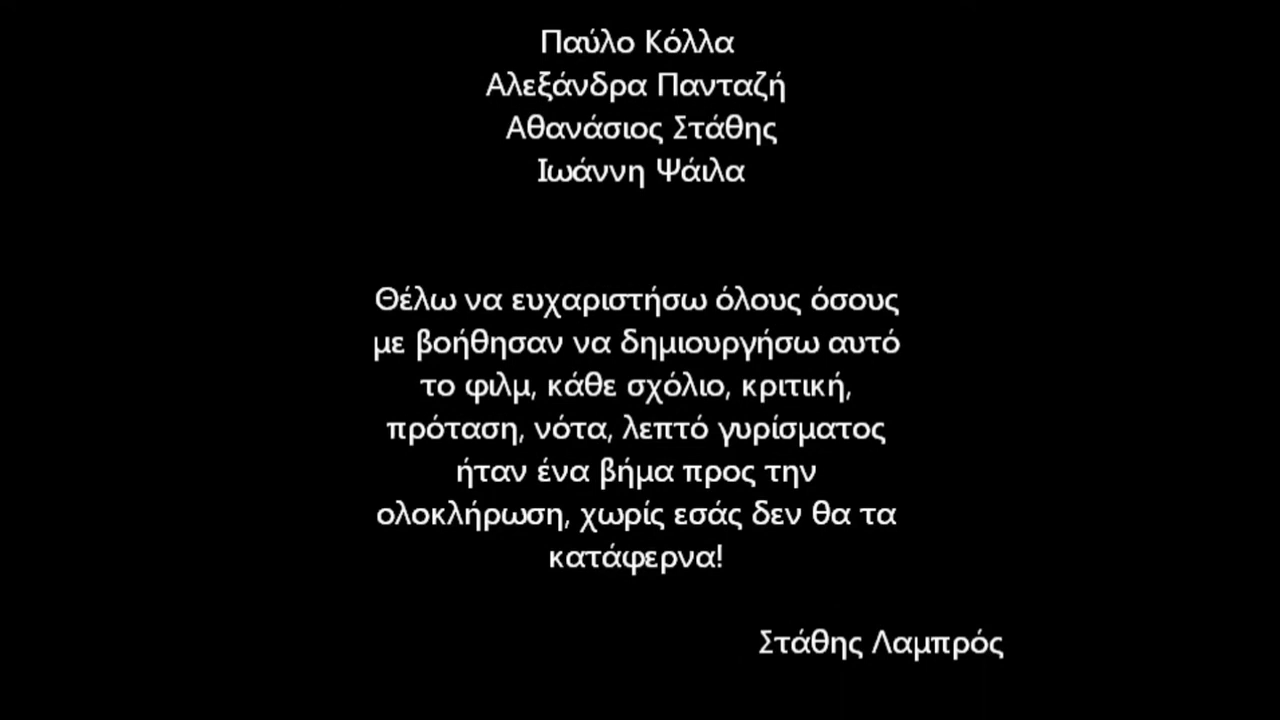 Παύλο Κόλλα
Αλεξάνδρα Πανταζή
Αθανάσιος Στάθης
Ιωάννη Ψάιλα
Θέλω να ευχαριστήσω όλους όσους
με βοήθησαν να δημιουργήσω αυτό
το φιλμ, κάθε σχόλιο, κριτική,
πρόταση, νότα, λεπτό γυρίσματος
ήταν ένα βήμα προς την
ολοκλήρωση, χωρίς εσάς δεν θα τα
κατάφερνα!
Στάθης Λαμπρός